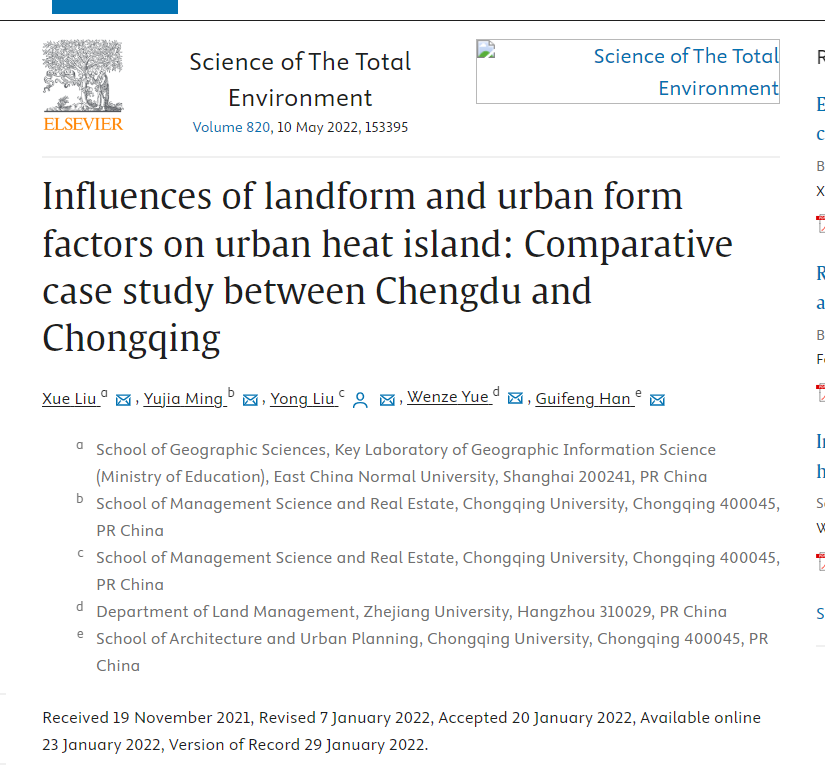 ELSEVIER
Science of The Total
Environment
Volume 820, 10 May 2022, 153395
Science of The Total
Environment
Influences of landform and urban form
factors on urban heat island: Comparative
case study between Chengdu and
Chongqing
Xue Liu a, Yujia Ming b, Yong Liu c, Wenze Yue d, Guifeng Han e
a School of Geographic Sciences, Key Laboratory of Geographic Information Science
(Ministry of Education), East China Normal University, Shanghai 200241, PR China
b School of Management Science and Real Estate, Chongqing University, Chongqing 400045,
PR China
c School of Management Science and Real Estate, Chongqing University, Chongqing 400045,
PR China
d Department of Land Management, Zhejiang University, Hangzhou 310029, PR China
e School of Architecture and Urban Planning, Chongqing University, Chongqing 400045, PR
China
Received 19 November 2021, Revised 7 January 2022, Accepted 20 January 2022, Available online
23 January 2022, Version of Record 29 January 2022.